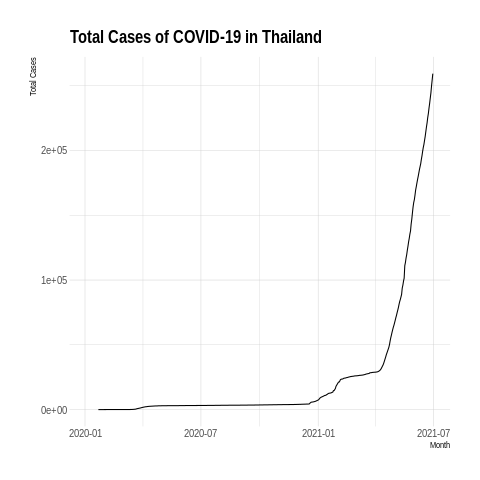 Total Cases of COVID-19 in Thailand
Total Cases
2e+05
1e+05
0e+00
2020-01 2020-07 2021-01 2021-07
Month